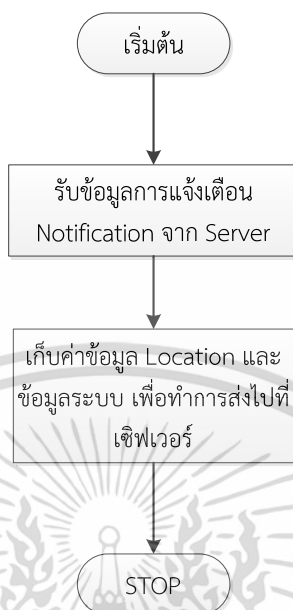 เริ่มต้น
รับข้อมูลการแจ้งเตือน
Notification จาก Server
เก็บค่าข้อมูล Location และ
ข้อมูลระบบ เพื่อทำการส่งไปที่
เซิฟเวอร์
STOP